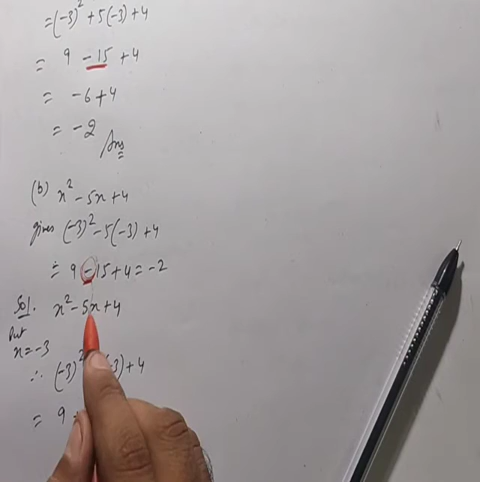 =(-3)² + 5(-3) + 4
= 9 - 15 + 4
= -6 + 4
= -2
Ans
(b) x² - 5x + 4
gives (-3)² - 5(-3) + 4
= 9 - 15 + 4 = -2
Sol. x² - 5x + 4
Put
x = -3
∴ (-3)² 3) + 4
= 9